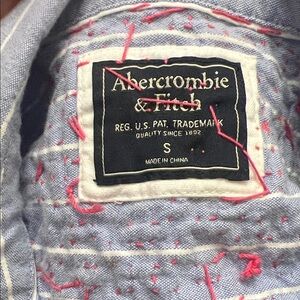 Abercrombie
& Fitch
REG. U.S. PAT. TRADEMARK
QUALITY SINCE 1892
S
MADE IN CHINA